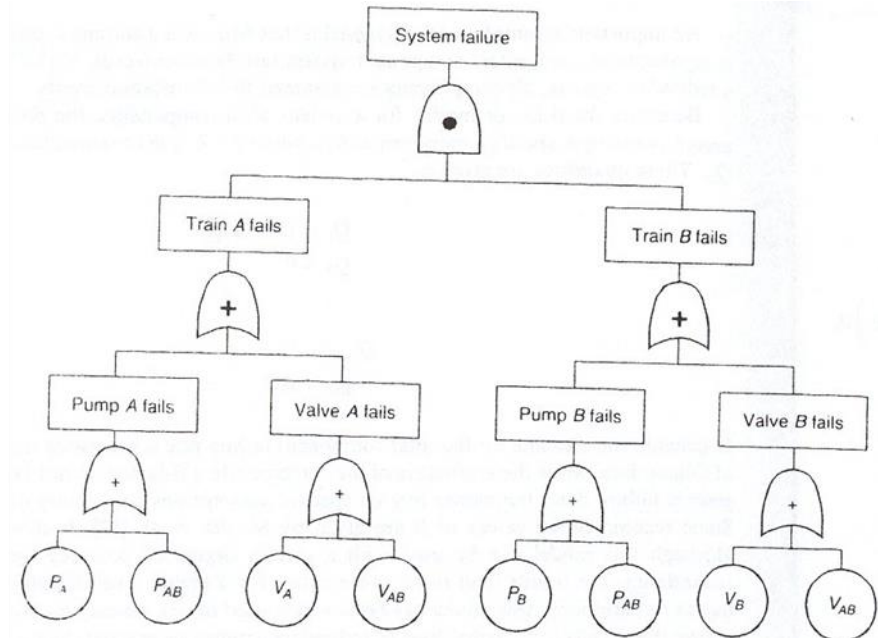 System failure
Train A fails
Train B fails
+
+
Pump A fails
Valve A fails
Pump B fails
Valve B fails
+
+
+
+
P_A
P_AB
V_A
V_AB
P_B
P_AB
V_B
V_AB